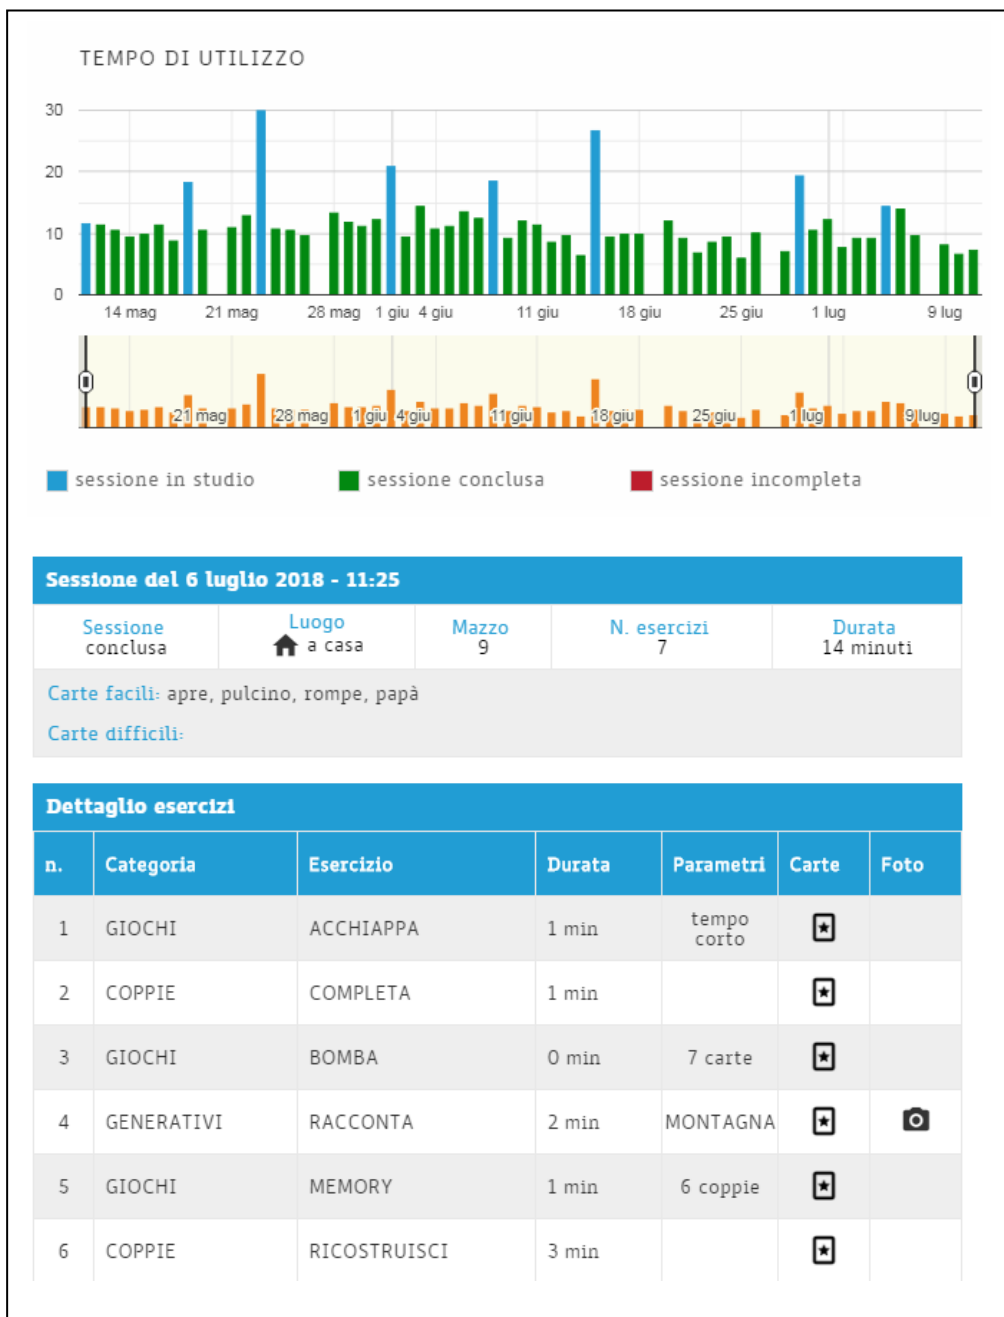 TEMPO DI UTILIZZO
30
20
10
0
14 mag 21 mag 28 mag 1 giu 4 giu 11 giu 18 giu 25 giu 1 lug 9 lug
21 mag 28 mag 1 giu 4 giu 11 giu 18 giu 25 giu 1 lug 9 lug
sessione in studio sessione conclusa sessione incompleta
Sessione del 6 luglio 2018 - 11:25
Sessione Luogo Mazzo N. esercizi Durata
conclusa a casa 9 7 14 minuti
Carte facili: apre, pulcino, rompe, papà
Carte difficili:
Dettaglio esercizi
n. Categoria Esercizio Durata Parametri Carte Foto
1 GIOCHI ACCHIAPPA 1 min tempo corto
2 COPPIE COMPLETA 1 min
3 GIOCHI BOMBA 0 min 7 carte
4 GENERATIVI RACCONTA 2 min MONTAGNA
5 GIOCHI MEMORY 1 min 6 coppie
6 COPPIE RICOSTRUISCI 3 min